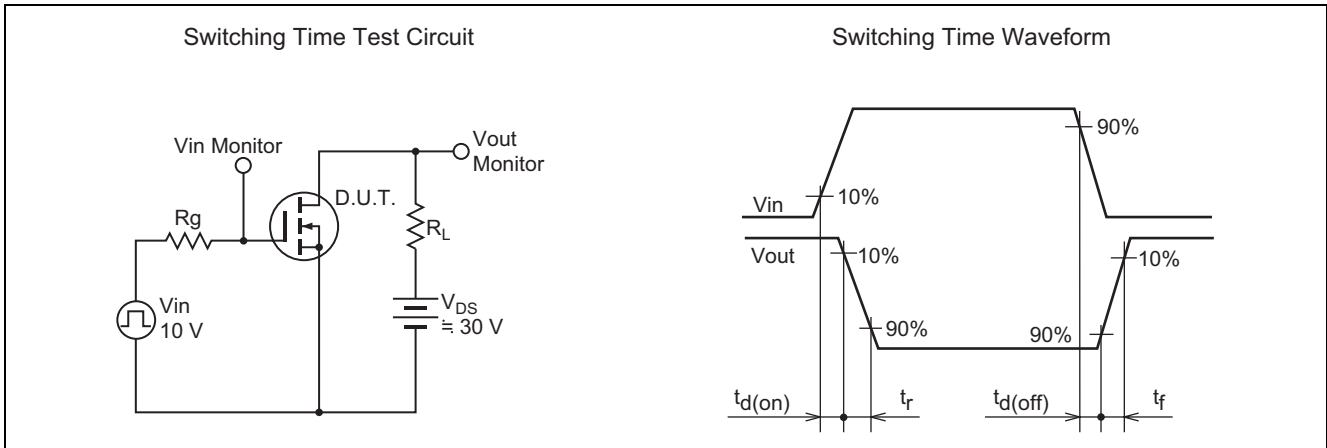 Switching Time Test Circuit
Vin Monitor
Vout
Monitor
D.U.T.
Rg
RL
Vin
10 V
VDS
≒ 30 V
Switching Time Waveform
90%
10%
Vin
Vout
10%
10%
90%
90%
td(on)
tr
td(off)
tf